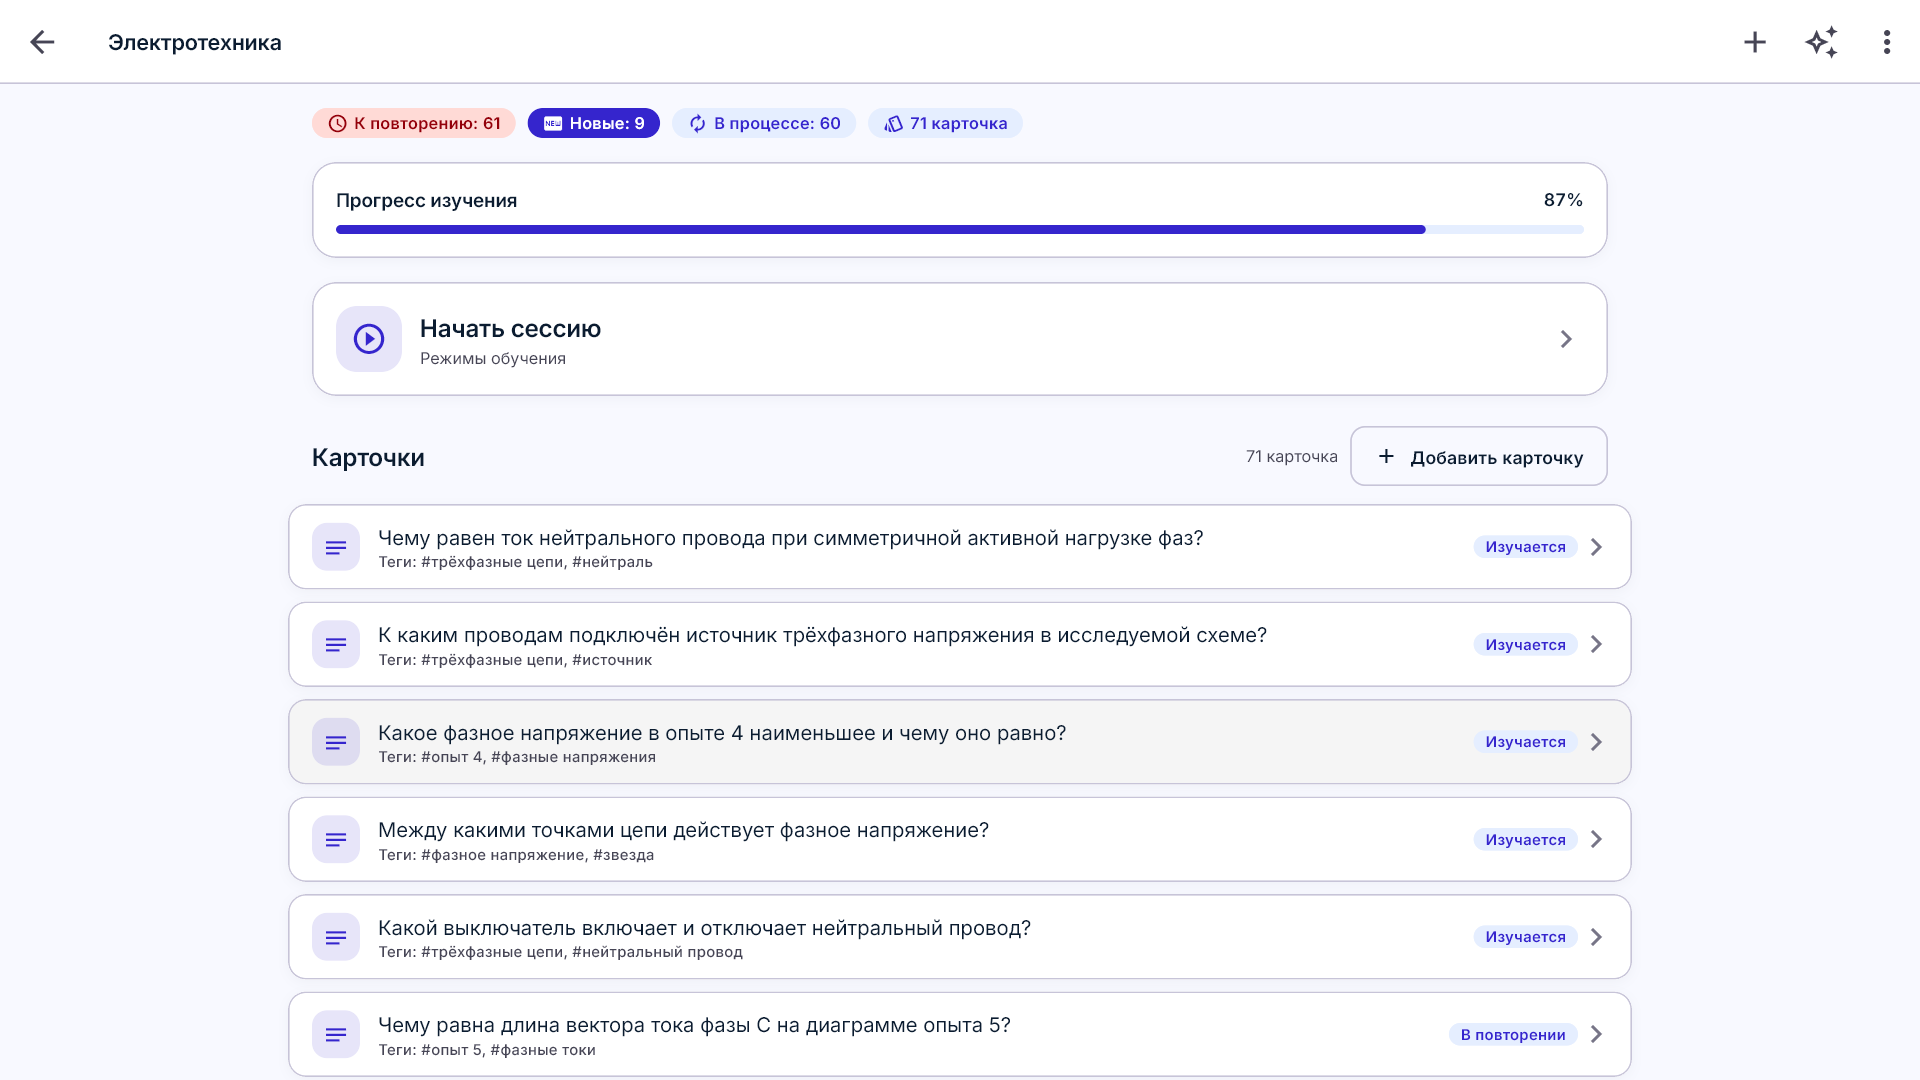 Электротехника
К повторению: 61
NEW Новые: 9
В процессе: 60
71 карточка
Прогресс изучения
87%
Начать сессию
Режимы обучения
Карточки
71 карточка
Добавить карточку
Чему равен ток нейтрального провода при симметричной активной нагрузке фаз?
Теги: #трёхфазные цепи, #нейтраль
Изучается
К каким проводам подключён источник трёхфазного напряжения в исследуемой схеме?
Теги: #трёхфазные цепи, #источник
Изучается
Какое фазное напряжение в опыте 4 наименьшее и чему оно равно?
Теги: #опыт 4, #фазные напряжения
Изучается
Между какими точками цепи действует фазное напряжение?
Теги: #фазное напряжение, #звезда
Изучается
Какой выключатель включает и отключает нейтральный провод?
Теги: #трёхфазные цепи, #нейтральный провод
Изучается
Чему равна длина вектора тока фазы C на диаграмме опыта 5?
Теги: #опыт 5, #фазные токи
В повторении